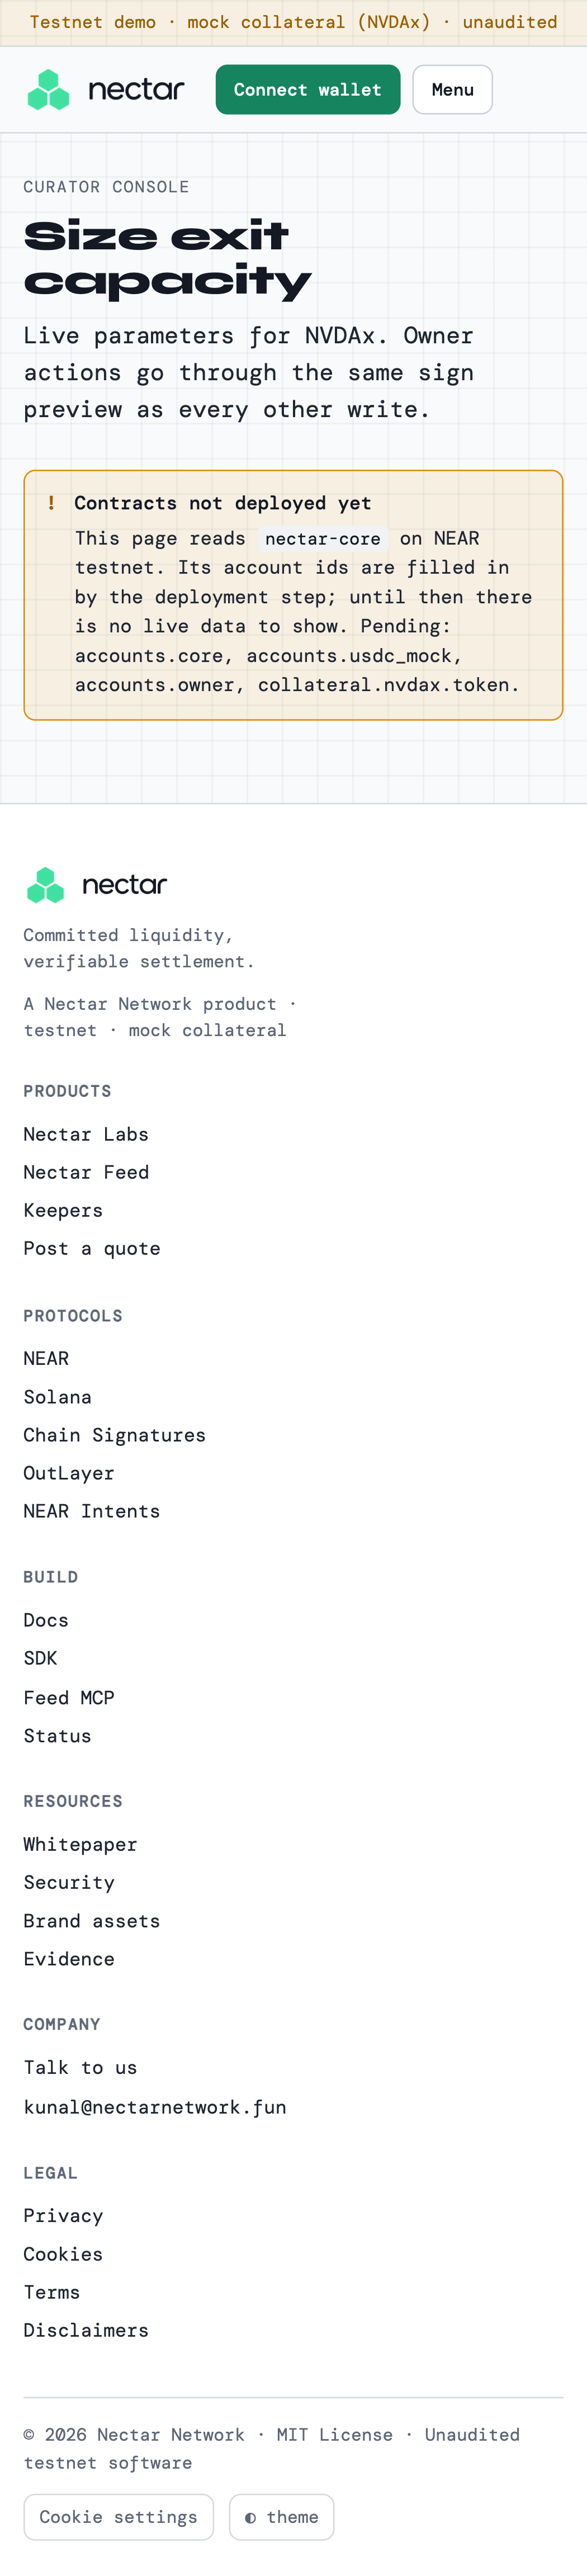 Testnet demo · mock collateral (NVDAx) · unaudited
nectar
Connect wallet
Menu
CURATOR CONSOLE
Size exit
capacity
Live parameters for NVDAx. Owner
actions go through the same sign
preview as every other write.
! Contracts not deployed yet
This page reads nectar-core on NEAR
testnet. Its account ids are filled in
by the deployment step; until then there
is no live data to show. Pending:
accounts.core, accounts.usdc_mock,
accounts.owner, collateral.nvdax.token.
nectar
Committed liquidity,
verifiable settlement.
A Nectar Network product ·
testnet · mock collateral
PRODUCTS
Nectar Labs
Nectar Feed
Keepers
Post a quote
PROTOCOLS
NEAR
Solana
Chain Signatures
OutLayer
NEAR Intents
BUILD
Docs
SDK
Feed MCP
Status
RESOURCES
Whitepaper
Security
Brand assets
Evidence
COMPANY
Talk to us
kunal@nectarnetwork.fun
LEGAL
Privacy
Cookies
Terms
Disclaimers
© 2026 Nectar Network · MIT License · Unaudited
testnet software
Cookie settings
◐ theme